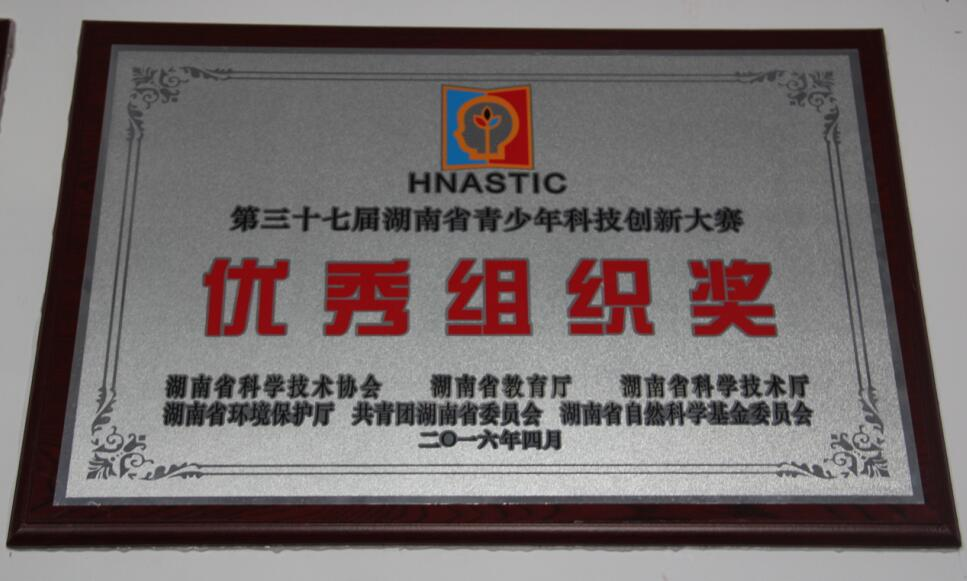 HNASTIC
第三十七届湖南省青少年科技创新大赛
优秀组织奖
湖南省科学技术协会 湖南省教育厅 湖南省科学技术厅
湖南省环境保护厅 共青团湖南省委员会 湖南省自然科学基金委员会
二〇一六年四月